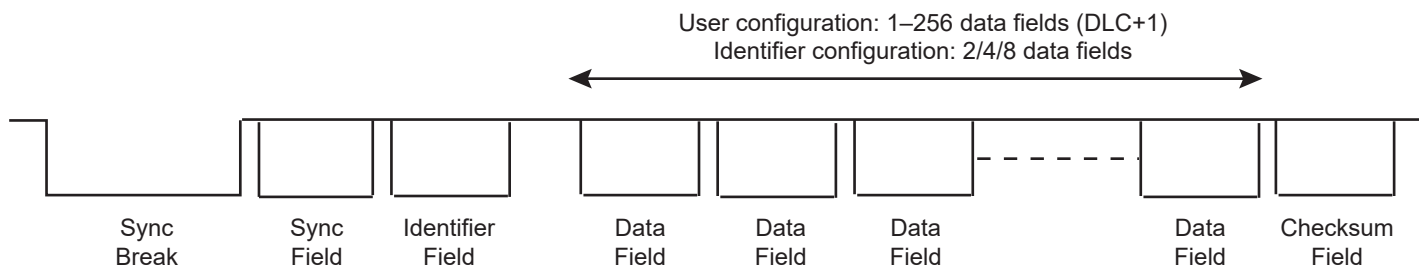 User configuration: 1–256 data fields (DLC+1)
Identifier configuration: 2/4/8 data fields
Sync
Break
Sync
Field
Identifier
Field
Data
Field
Data
Field
Data
Field
Data
Field
Checksum
Field